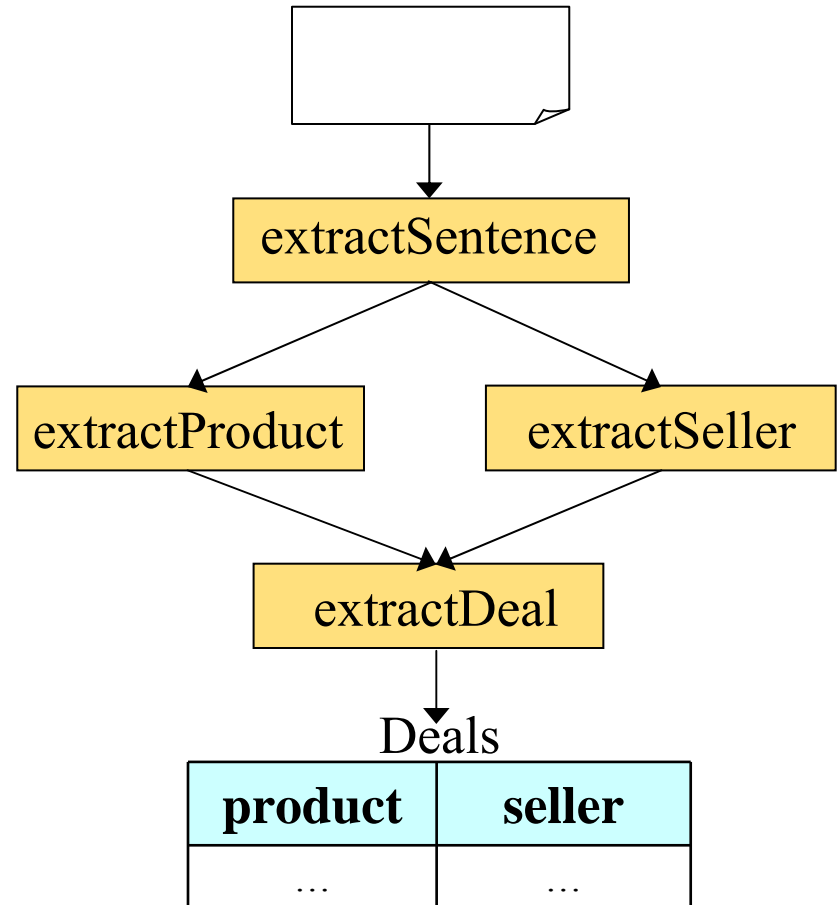 extractSentence
extractProduct
extractSeller
extractDeal
Deals
product seller
... ...